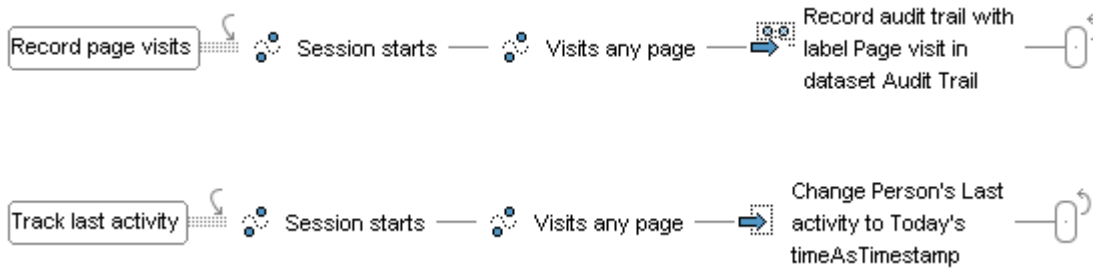 Record page visits
Session starts
Visits any page
Record audit trail with
label Page visit in
dataset Audit Trail
Track last activity
Session starts
Visits any page
Change Person's Last
activity to Today's
timeAsTimestamp